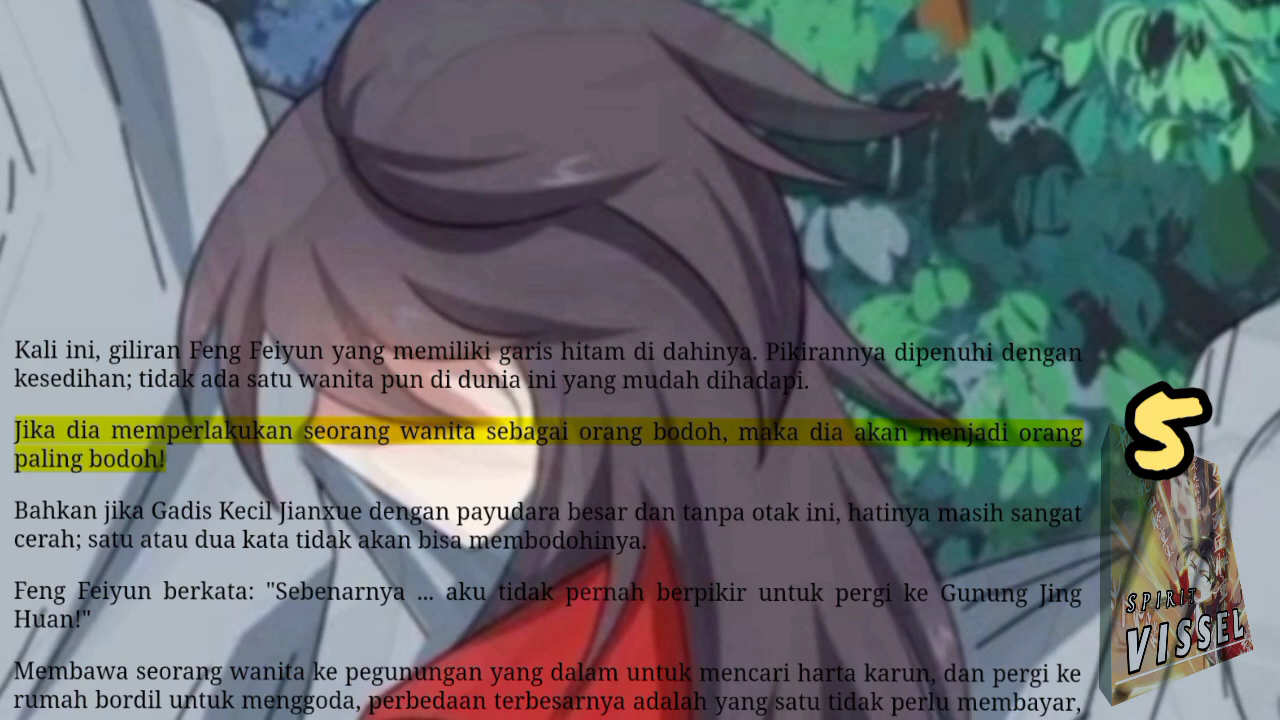 Kali ini, giliran Feng Feiyun yang memiliki garis hitam di dahinya. Pikirannya dipenuhi dengan
kesedihan; tidak ada satu wanita pun di dunia ini yang mudah dihadapi.
Jika dia memperlakukan seorang wanita sebagai orang bodoh, maka dia akan menjadi orang
paling bodoh!
Bahkan jika Gadis Kecil Jianxue dengan payudara besar dan tanpa otak ini, hatinya masih sangat
cerah; satu atau dua kata tidak akan bisa membodohinya.
Feng Feiyun berkata: "Sebenarnya ... aku tidak pernah berpikir untuk pergi ke Gunung Jing
Huan!"
Membawa seorang wanita ke pegunungan yang dalam untuk mencari harta karun, dan pergi ke
rumah bordil untuk menggoda, perbedaan terbesarnya adalah yang satu tidak perlu membayar,
S
SPIRIT
VISSEL